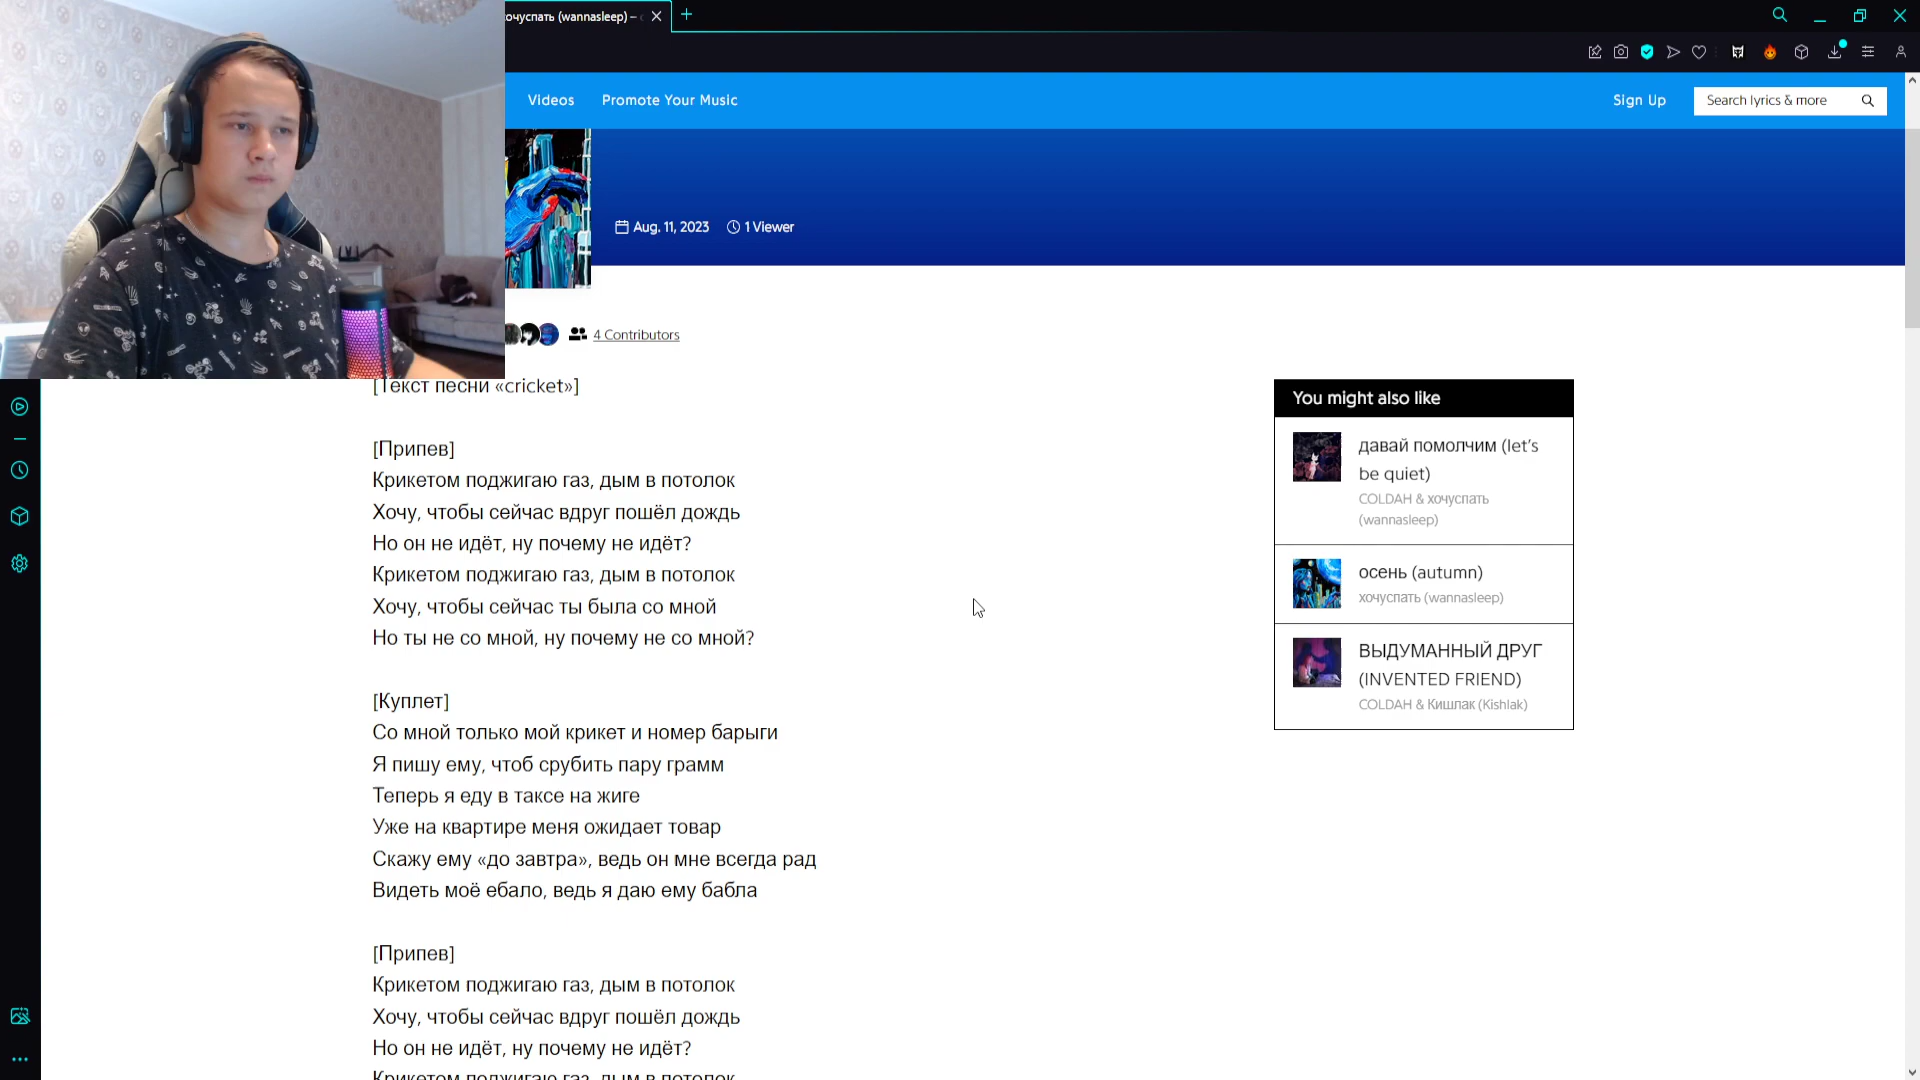 очуспать (wannasleep) –
Videos
Promote Your Music
Sign Up
Search lyrics & more
Aug. 11, 2023
1 Viewer
4 Contributors
[Текст песни «cricket»]
[Припев]
Крикетом поджигаю газ, дым в потолок
Хочу, чтобы сейчас вдруг пошёл дождь
Но он не идёт, ну почему не идёт?
Крикетом поджигаю газ, дым в потолок
Хочу, чтобы сейчас ты была со мной
Но ты не со мной, ну почему не со мной?
[Куплет]
Со мной только мой крикет и номер барыги
Я пишу ему, чтоб срубить пару грамм
Теперь я еду в таксе на жиге
Уже на квартире меня ожидает товар
Скажу ему «до завтра», ведь он мне всегда рад
Видеть моё ебало, ведь я даю ему бабла
[Припев]
Крикетом поджигаю газ, дым в потолок
Хочу, чтобы сейчас вдруг пошёл дождь
Но он не идёт, ну почему не идёт?
Крикетом поджигаю газ, дым в потолок
You might also like
давай помолчим (let's
be quiet)
COLDAH & хочуспать
(wannasleep)
осень (autumn)
хочуспать (wannasleep)
ВЫДУМАННЫЙ ДРУГ
(INVENTED FRIEND)
COLDAH & Кишлак (Kishlak)